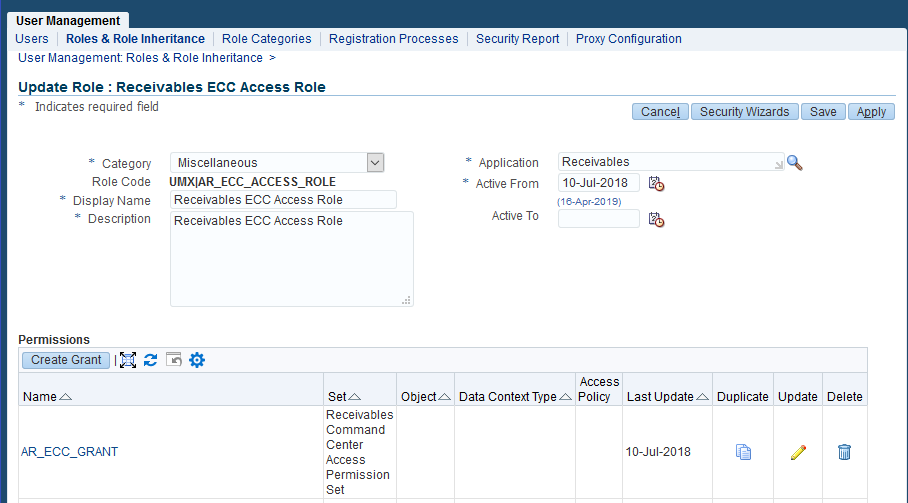 User Management
Users Roles & Role Inheritance Role Categories Registration Processes Security Report Proxy Configuration
User Management: Roles & Role Inheritance >
Update Role : Receivables ECC Access Role
* Indicates required field
Cancel Security Wizards Save Apply
* Category Miscellaneous
* Application Receivables
Role Code UMX|AR_ECC_ACCESS_ROLE
* Active From 10-Jul-2018
* Display Name Receivables ECC Access Role
(16-Apr-2019)
* Description Receivables ECC Access Role
Active To
Permissions
Create Grant
Name Set Object Data Context Type Access Policy Last Update Duplicate Update Delete
AR_ECC_GRANT
Receivables
Command
Center
Access
Permission
Set
10-Jul-2018